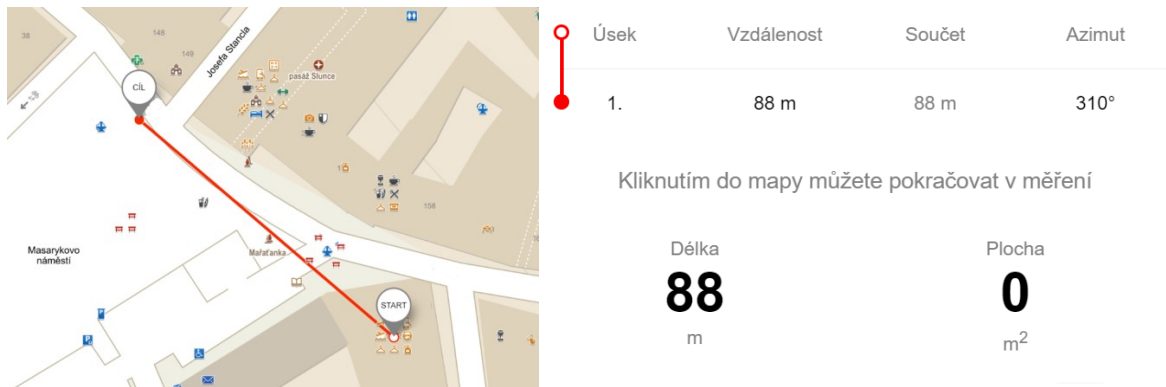 38
148
149
Josefa Stancla
pasáž Slunce
CÍL
158
Masarykovo
náměstí
Mařaťanka
START
Úsek Vzdálenost Součet Azimut
1. 88 m 88 m 310°
Kliknutím do mapy můžete pokračovat v měření
Délka Plocha
88 0
m m²